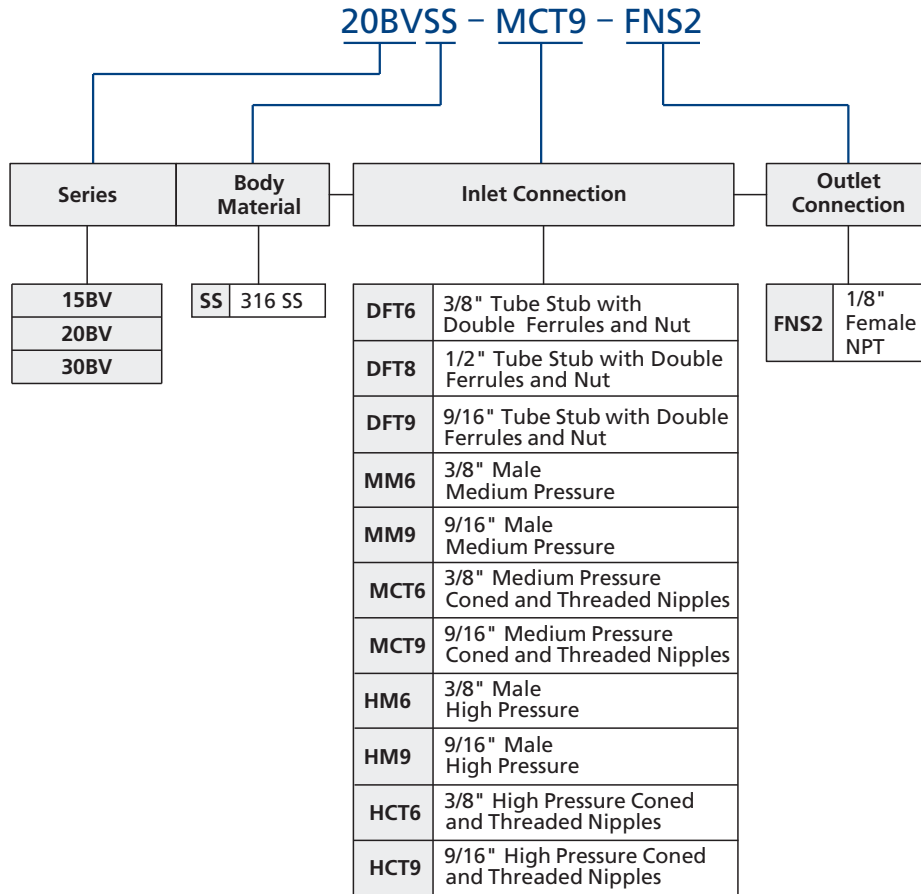 20BVSS – MCT9 – FNS2
Series
Body
Material
Inlet Connection
Outlet
Connection
15BV
20BV
30BV
SS 316 SS
DFT6 3/8" Tube Stub with
Double Ferrules and Nut
DFT8 1/2" Tube Stub with Double
Ferrules and Nut
DFT9 9/16" Tube Stub with Double
Ferrules and Nut
MM6 3/8" Male
Medium Pressure
MM9 9/16" Male
Medium Pressure
MCT6 3/8" Medium Pressure
Coned and Threaded Nipples
MCT9 9/16" Medium Pressure
Coned and Threaded Nipples
HM6 3/8" Male
High Pressure
HM9 9/16" Male
High Pressure
HCT6 3/8" High Pressure Coned
and Threaded Nipples
HCT9 9/16" High Pressure Coned
and Threaded Nipples
FNS2 1/8"
Female
NPT